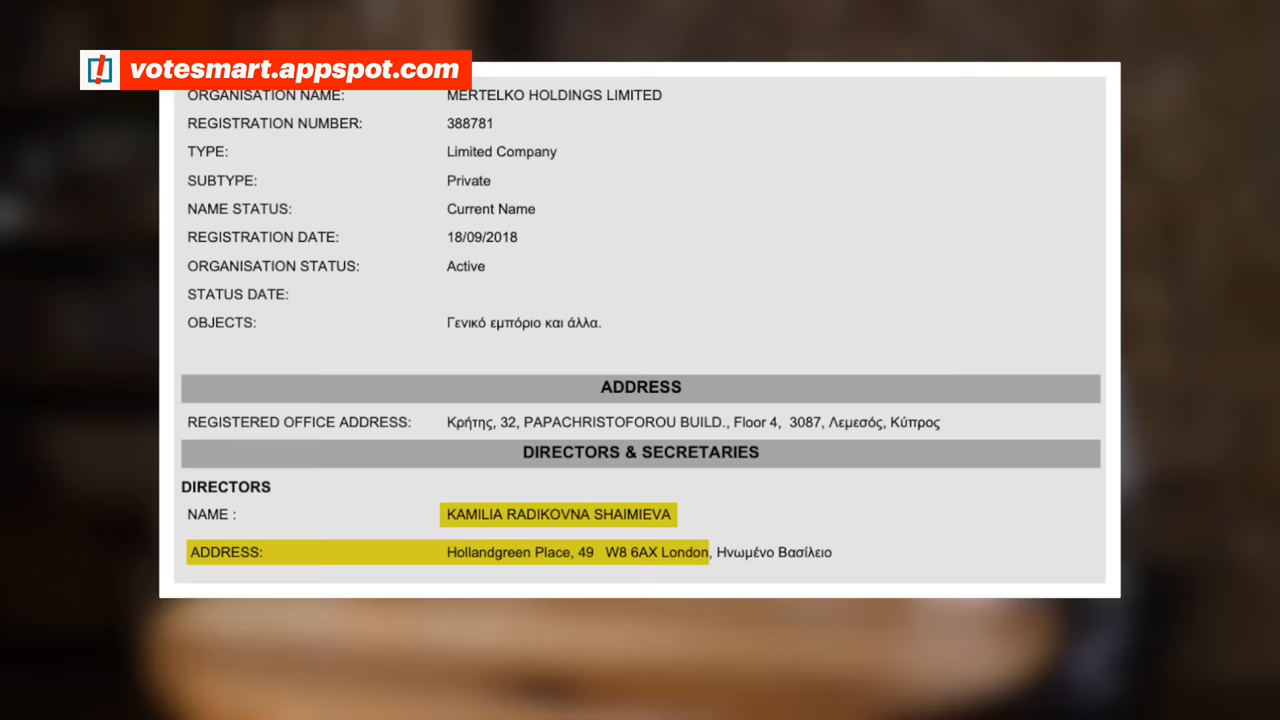 votesmart.appspot.com
ORGANISATION NAME: MERTELKO HOLDINGS LIMITED
REGISTRATION NUMBER: 388781
TYPE: Limited Company
SUBTYPE: Private
NAME STATUS: Current Name
REGISTRATION DATE: 18/09/2018
ORGANISATION STATUS: Active
STATUS DATE:
OBJECTS: Γενικό εμπόριο και άλλα.
ADDRESS
REGISTERED OFFICE ADDRESS: Κρήτης, 32, PAPACHRISTOFOROU BUILD., Floor 4, 3087, Λεμεσός, Κύπρος
DIRECTORS & SECRETARIES
DIRECTORS
NAME : KAMILIA RADIKOVNA SHAIMIEVA
ADDRESS: Hollandgreen Place, 49 W8 6AX London, Ηνωμένο Βασίλειο